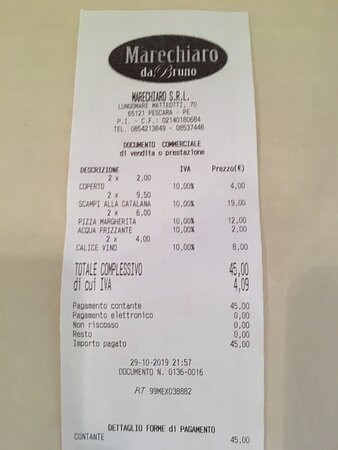 Marechiaro
da Bruno
MARECHIARO S.R.L.
LUNGOMARE MATTEOTTI, 70
65121 PESCARA - PE
P.I. - C.F.: 02140180684
TEL. 0854213849 - 08537448
DOCUMENTO COMMERCIALE
di vendita o prestazione
DESCRIZIONE IVA Prezzo(€)
2 x 2,00
COPERTO 10,00% 4,00
2 x 9,50
SCAMPI ALLA CATALANA 10,00% 19,00
2 x 6,00
PIZZA MARGHERITA 10,00% 12,00
ACQUA FRIZZANTE 10,00% 2,00
2 x 4,00
CALICE VINO 10,00% 8,00
TOTALE COMPLESSIVO 45,00
di cui IVA 4,09
Pagamento contante 45,00
Pagamento elettronico 0,00
Non riscosso 0,00
Resto 0,00
Importo pagato 45,00
29-10-2019 21:57
DOCUMENTO N. 0136-0016
RT 99MEX038882
DETTAGLIO FORME di PAGAMENTO
CONTANTE 45,00